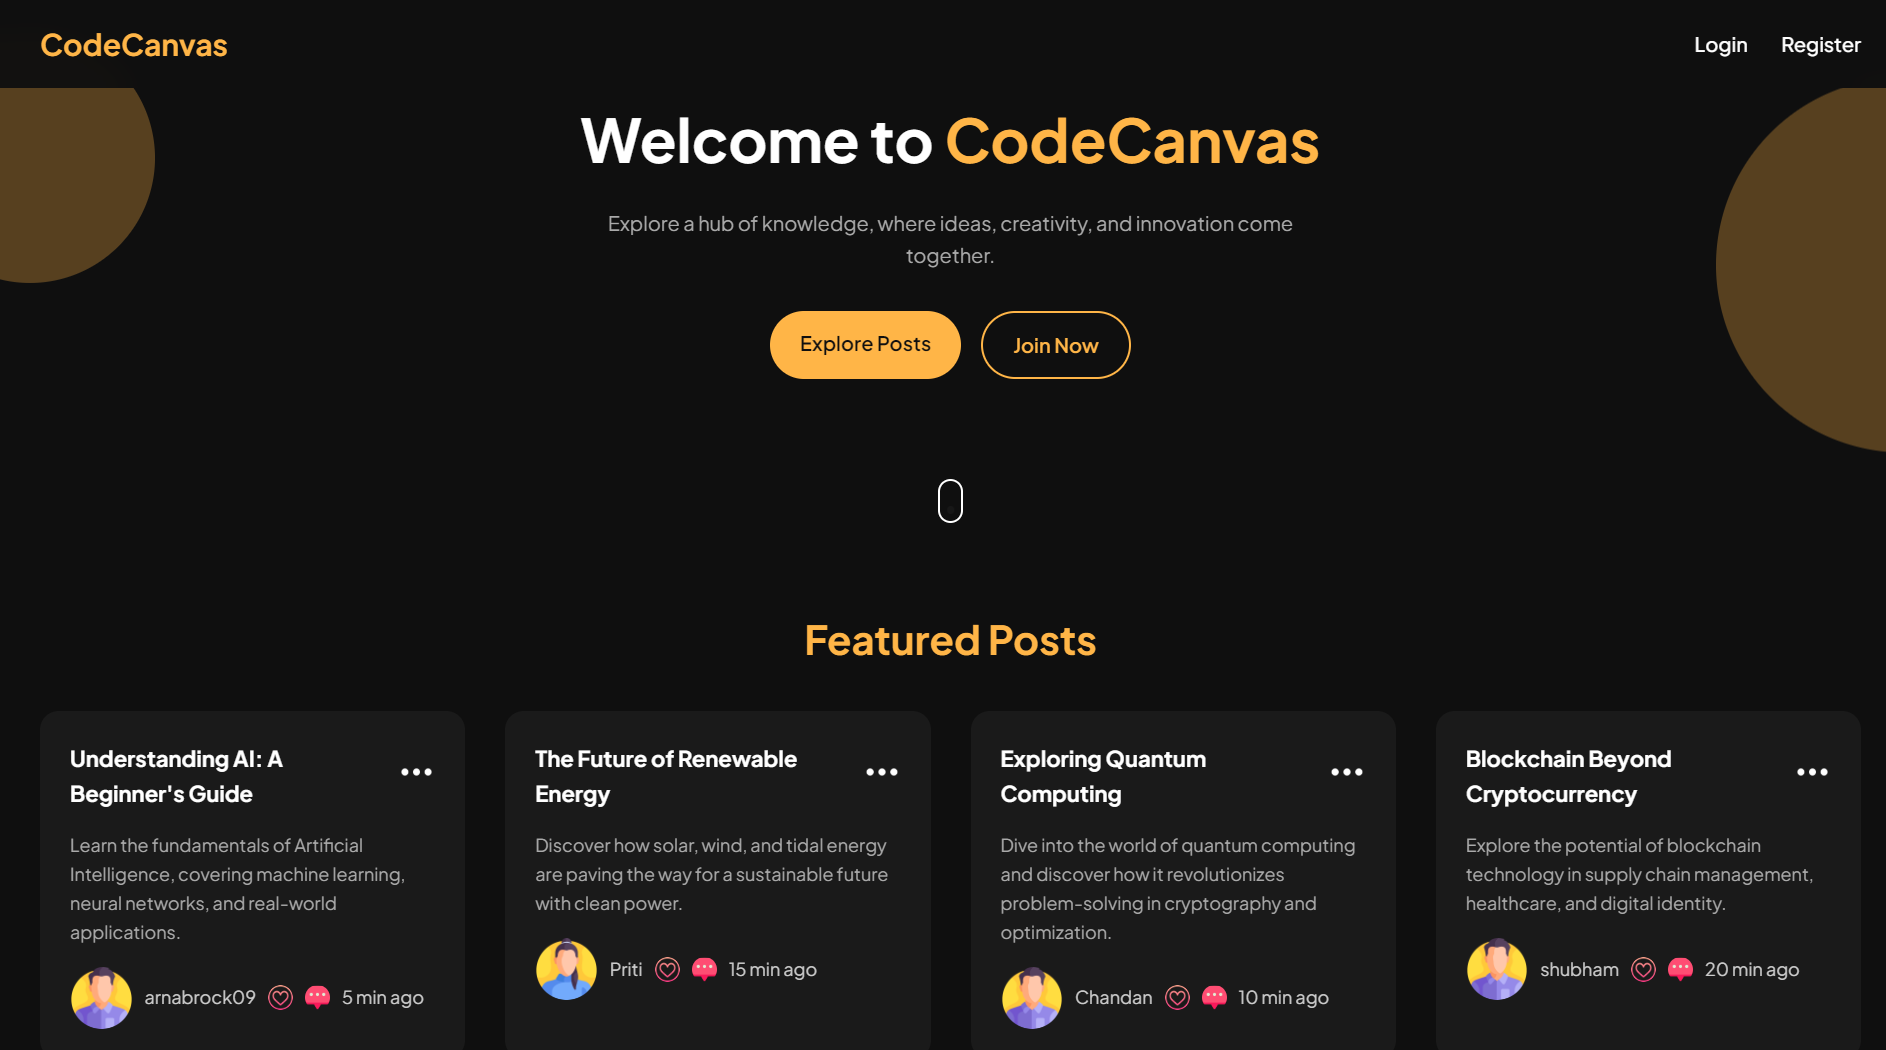 CodeCanvas
Login
Register
Welcome to CodeCanvas
Explore a hub of knowledge, where ideas, creativity, and innovation come
together.
Explore Posts
Join Now
Featured Posts
Understanding AI: A
Beginner's Guide
Learn the fundamentals of Artificial
Intelligence, covering machine learning,
neural networks, and real-world
applications.
arnabrock09
5 min ago
The Future of Renewable
Energy
Discover how solar, wind, and tidal energy
are paving the way for a sustainable future
with clean power.
Priti
15 min ago
Exploring Quantum
Computing
Dive into the world of quantum computing
and discover how it revolutionizes
problem-solving in cryptography and
optimization.
Chandan
10 min ago
Blockchain Beyond
Cryptocurrency
Explore the potential of blockchain
technology in supply chain management,
healthcare, and digital identity.
shubham
20 min ago